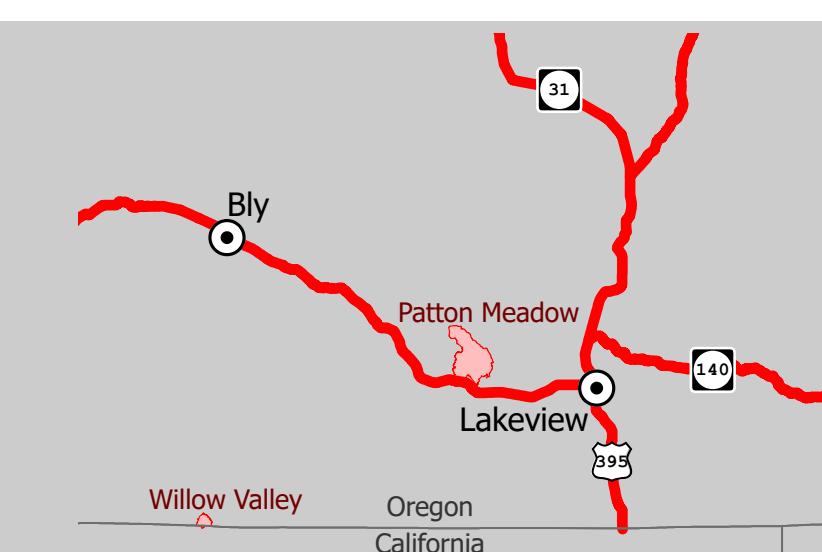 31
Bly
Patton Meadow
140
Lakeview
395
Willow Valley
Oregon
California